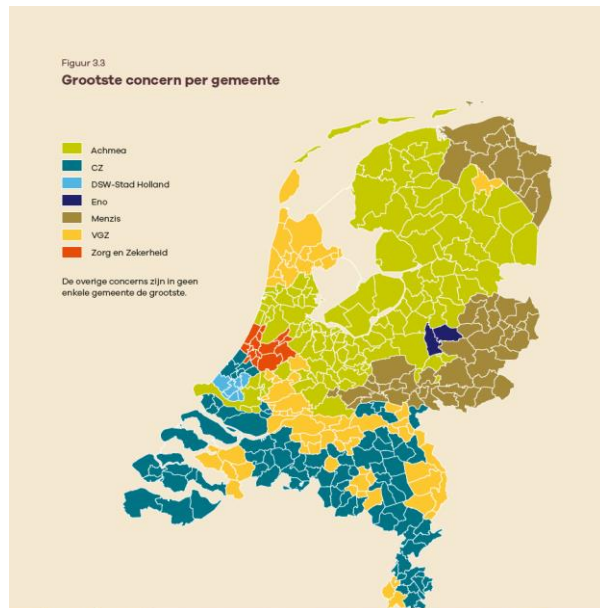 Figuur 3.3
Grootste concern per gemeente
Achmea
CZ
DSW-Stad Holland
Eno
Menzis
VGZ
Zorg en Zekerheid
De overige concerns zijn in geen
enkele gemeente de grootste.